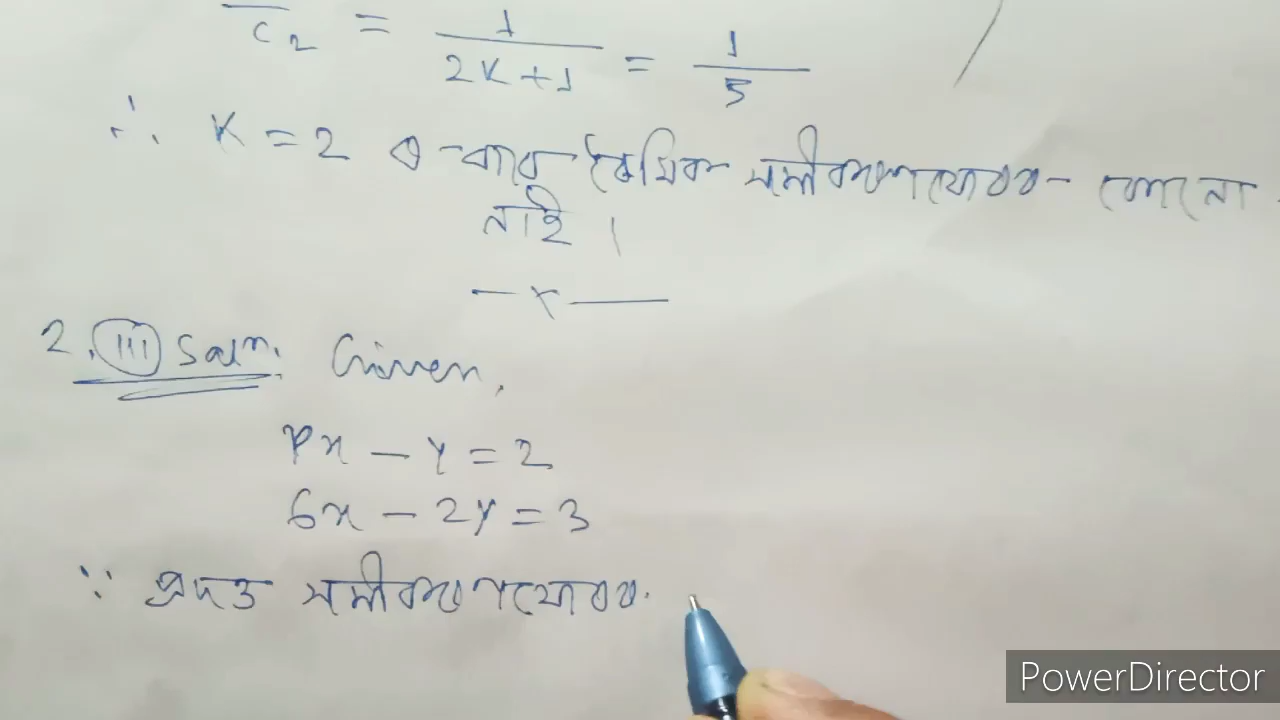 c₂ = 1/(2K+1) = 1/5
∴ K = 2 ৰ বাবে ৰৈখিক সমীকৰণযোৰৰ কোনো
নাই ।
— x —
2. (iii) Soln. Given,
px − y = 2
6x − 2y = 3
∵ প্ৰদত্ত সমীকৰণযোৰৰ
PowerDirector